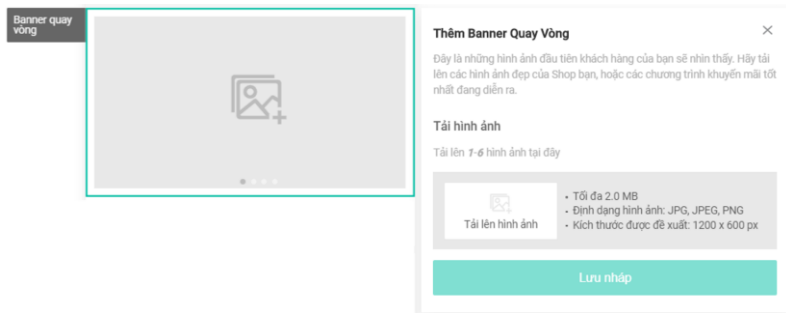 Banner quay
vòng
Thêm Banner Quay Vòng
Đây là những hình ảnh đầu tiên khách hàng của bạn sẽ nhìn thấy. Hãy tải
lên các hình ảnh đẹp của Shop bạn, hoặc các chương trình khuyến mãi tốt
nhất đang diễn ra.
Tải hình ảnh
Tải lên 1-6 hình ảnh tại đây
Tải lên hình ảnh
• Tối đa 2.0 MB
• Định dạng hình ảnh: JPG, JPEG, PNG
• Kích thước được đề xuất: 1200 x 600 px
Lưu nháp